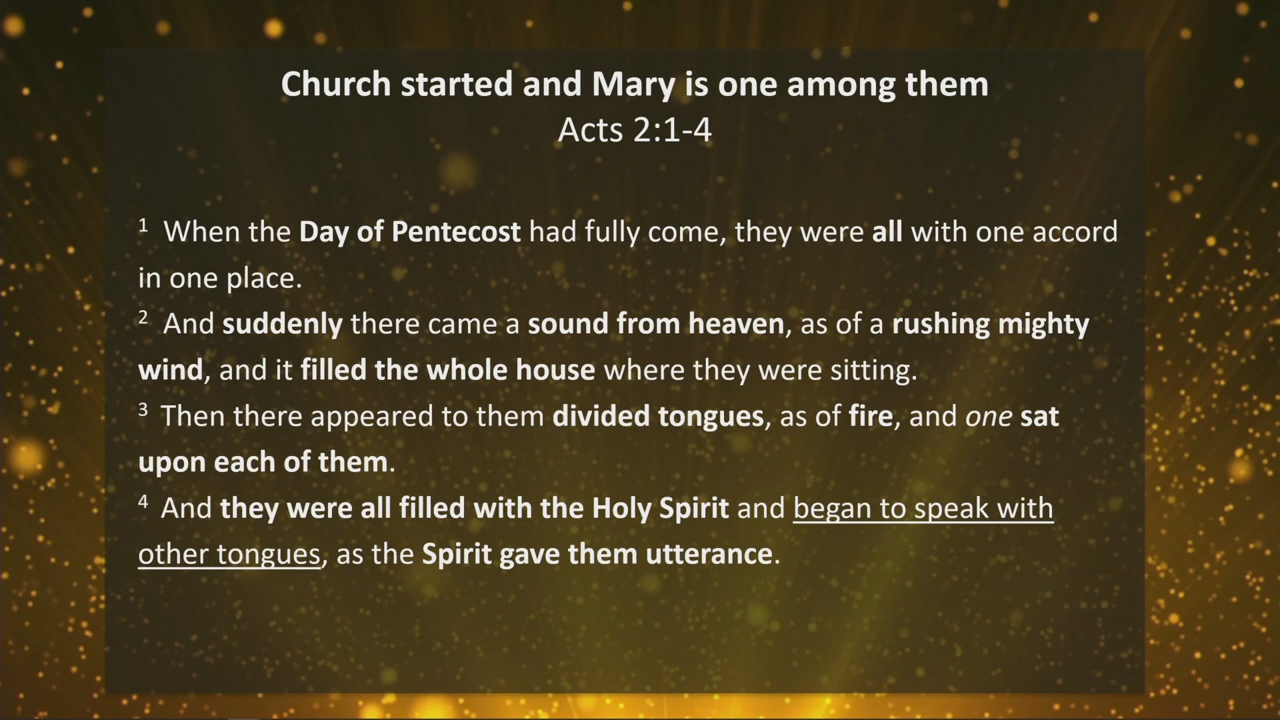 Church started and Mary is one among them
Acts 2:1-4
1 When the Day of Pentecost had fully come, they were all with one accord
in one place.
2 And suddenly there came a sound from heaven, as of a rushing mighty
wind, and it filled the whole house where they were sitting.
3 Then there appeared to them divided tongues, as of fire, and one sat
upon each of them.
4 And they were all filled with the Holy Spirit and began to speak with
other tongues, as the Spirit gave them utterance.